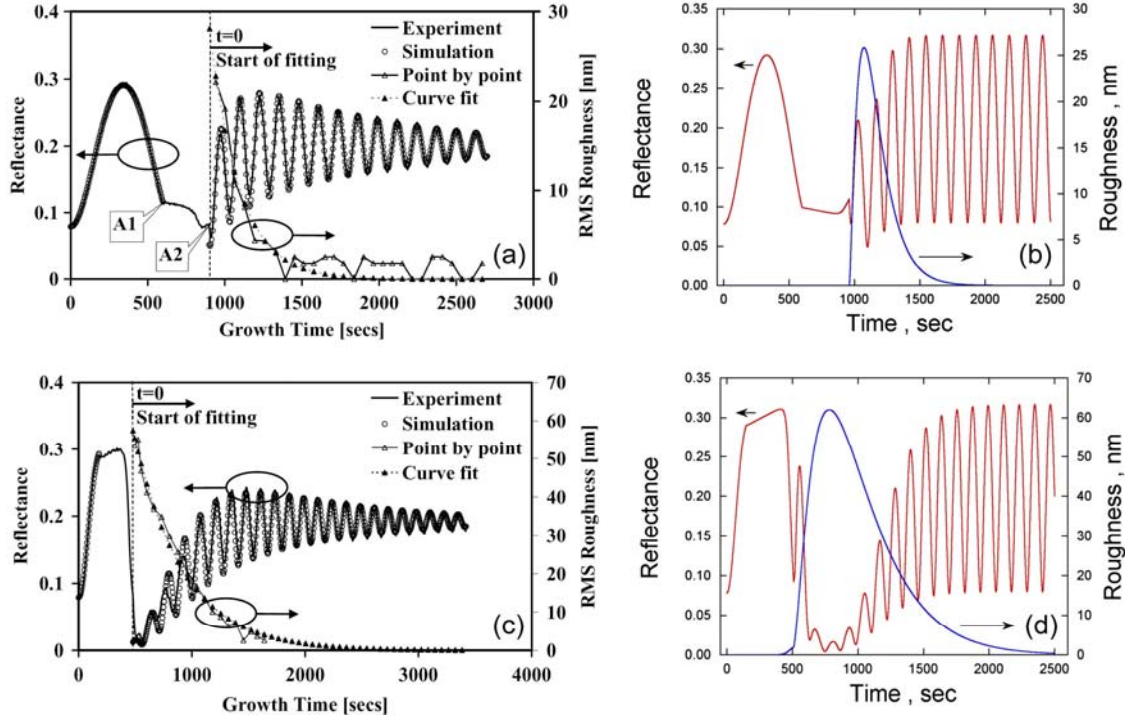 0.4
0.3
0.2
0.1
0
Reflectance
t=0
Start of fitting
Experiment
Simulation
Point by point
Curve fit
A1
A2
(a)
30
20
10
0
RMS Roughness [nm]
0 500 1000 1500 2000 2500 3000
Growth Time [secs]
0.35
0.30
0.25
0.20
0.15
0.10
0.05
0.00
Reflectance
(b)
30
25
20
15
10
5
0
Roughness , nm
0 500 1000 1500 2000 2500
Time , sec
0.4
0.3
0.2
0.1
0
Reflectance
t=0
Start of fitting
Experiment
Simulation
Point by point
Curve fit
(c)
70
60
50
40
30
20
10
0
RMS Roughness [nm]
0 1000 2000 3000 4000
Growth Time [secs]
0.35
0.30
0.25
0.20
0.15
0.10
0.05
0.00
Reflectance
(d)
70
60
50
40
30
20
10
0
Roughness, nm
0 500 1000 1500 2000 2500
Time , sec